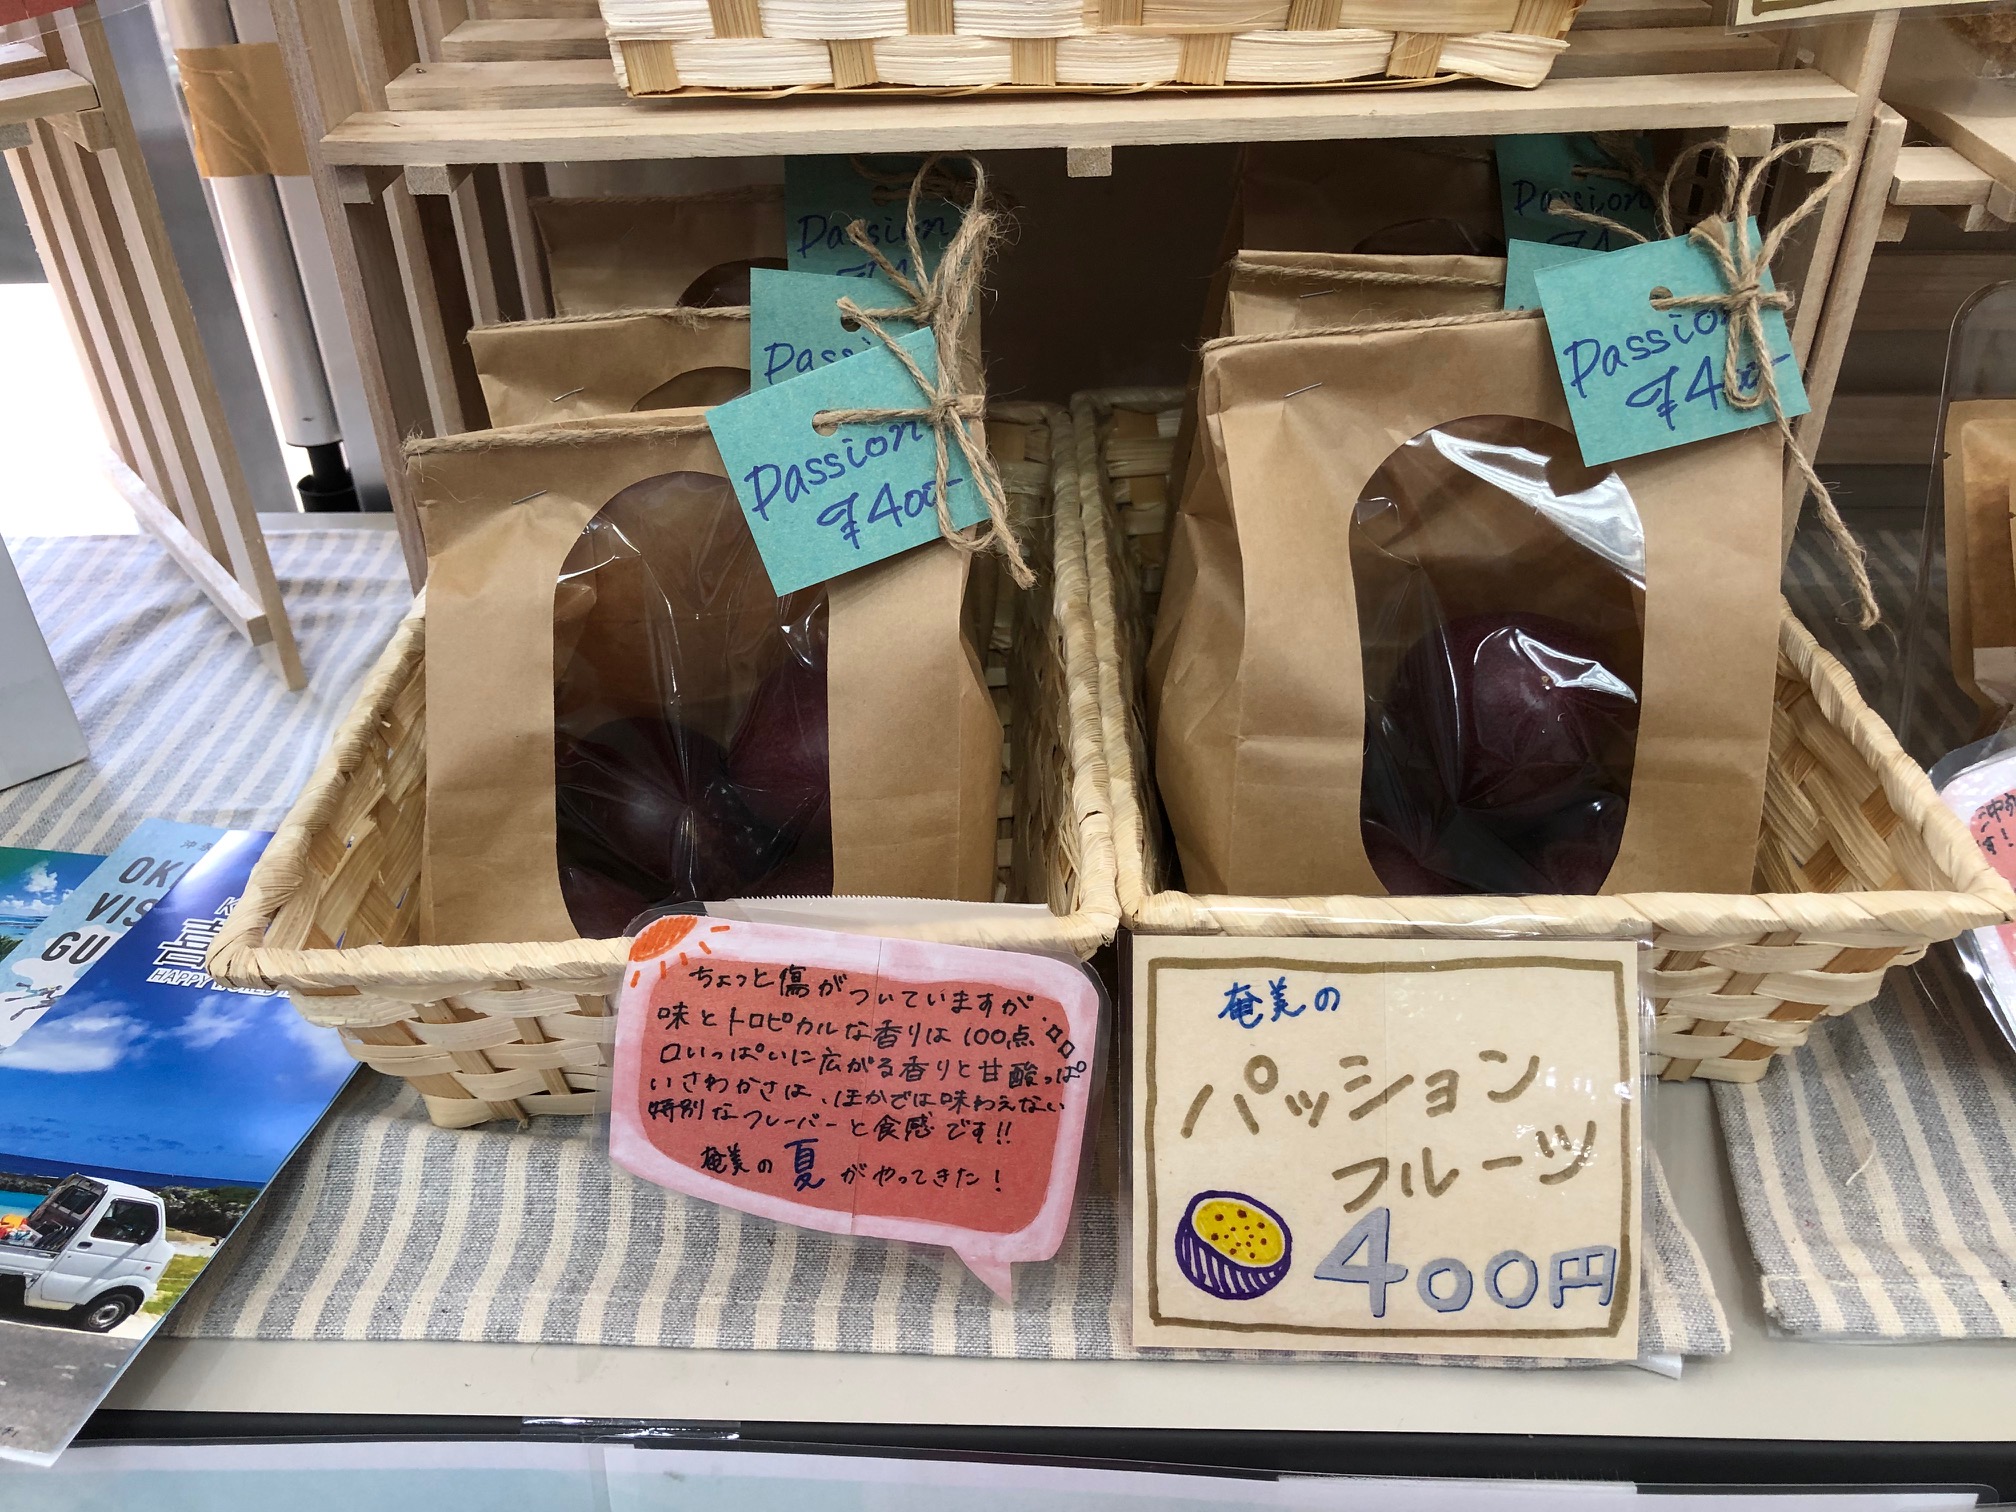 Passion
Passion
Passion
¥400-
Passion
Passion
¥400-
ちょっと傷がついていますが、
味とトロピカルな香りは100点
口いっぱいに広がる香りと甘酸っぱ
いさわやかさは、ほかでは味わえない
特別なフレーバーと食感です!!
奄美の夏がやってきた!
奄美の
パッション
フルーツ
400円
HAPPY WORLD